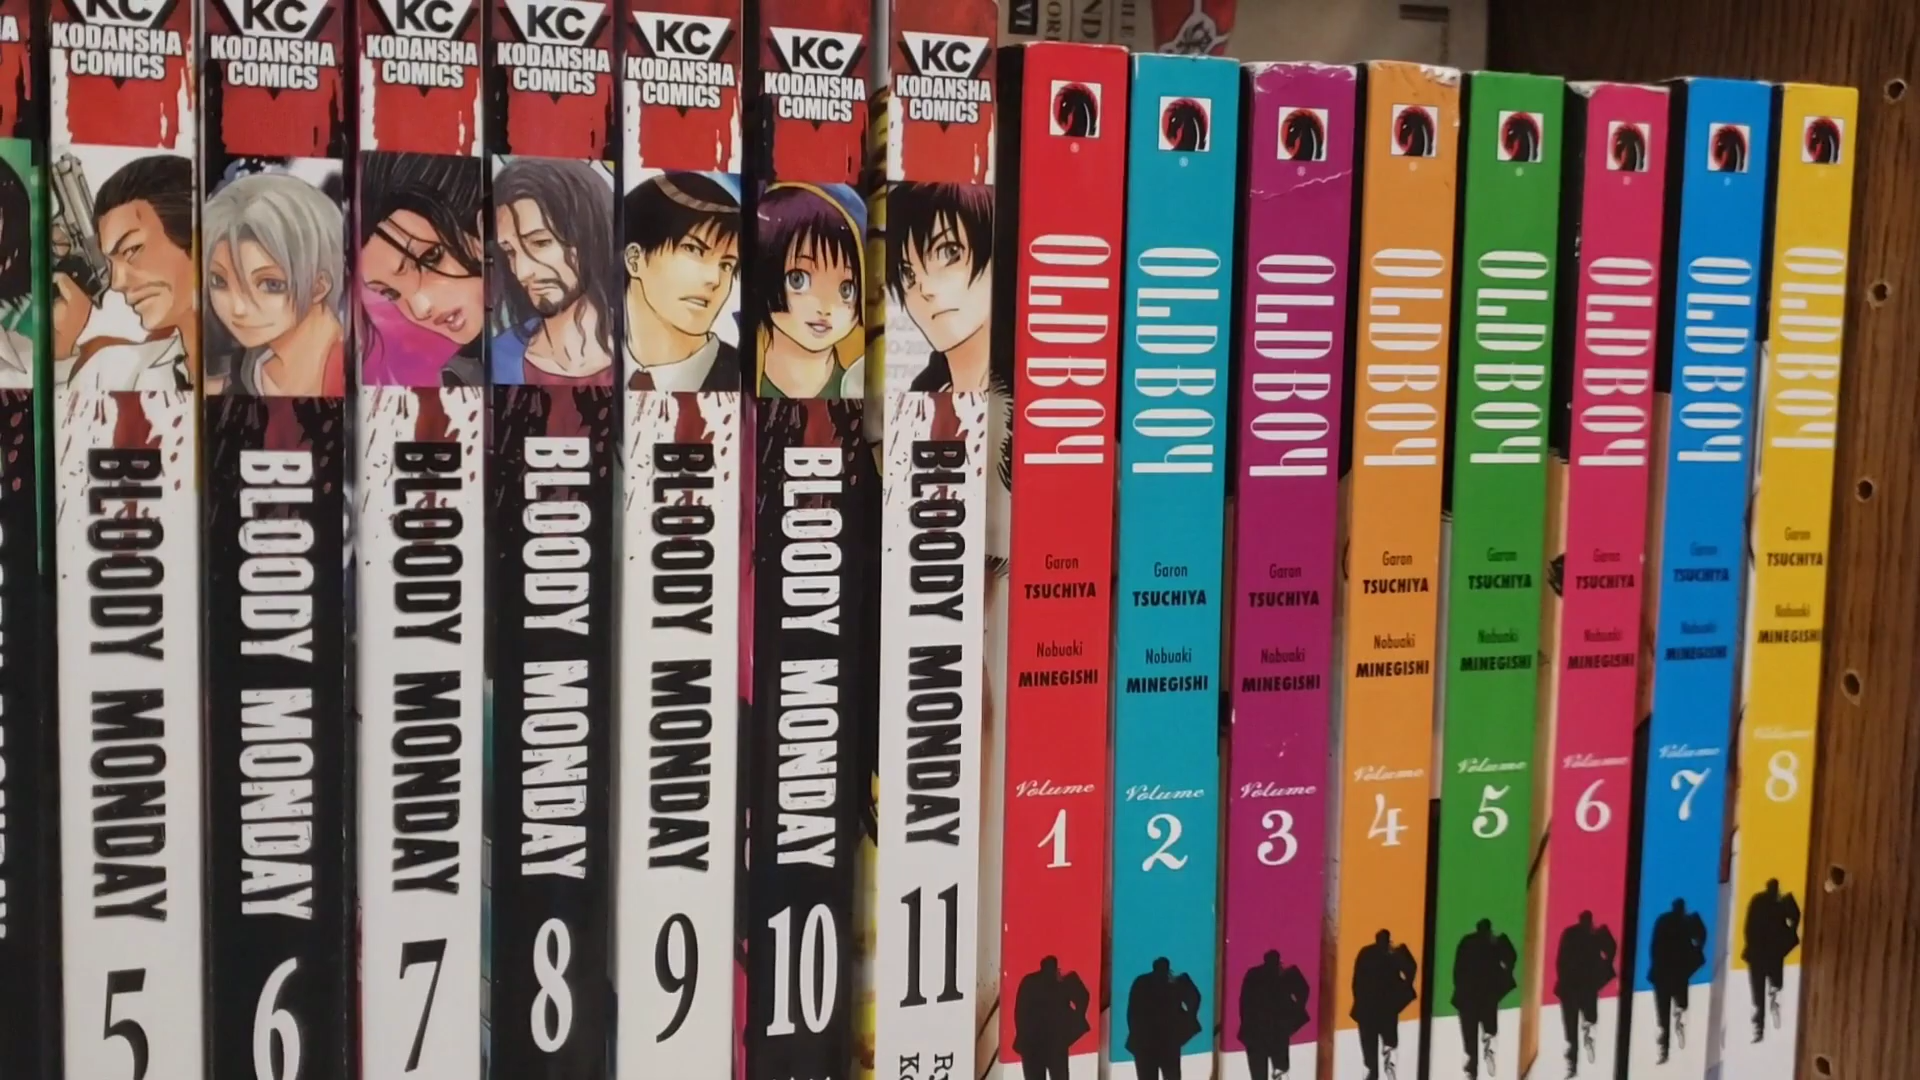 KC
KODANSHA
COMICS
BLOODY MONDAY
5
KC
KODANSHA
COMICS
BLOODY MONDAY
6
KC
KODANSHA
COMICS
BLOODY MONDAY
7
KC
KODANSHA
COMICS
BLOODY MONDAY
8
KC
KODANSHA
COMICS
BLOODY MONDAY
9
KC
KODANSHA
COMICS
BLOODY MONDAY
10
KC
KODANSHA
COMICS
BLOODY MONDAY
11
OLDBOY
Garon
TSUCHIYA
Nobuaki
MINEGISHI
Volume
1
OLDBOY
Garon
TSUCHIYA
Nobuaki
MINEGISHI
Volume
2
OLDBOY
Garon
TSUCHIYA
Nobuaki
MINEGISHI
Volume
3
OLDBOY
Garon
TSUCHIYA
Nobuaki
MINEGISHI
Volume
4
OLDBOY
Garon
TSUCHIYA
Nobuaki
MINEGISHI
Volume
5
OLDBOY
Garon
TSUCHIYA
Nobuaki
MINEGISHI
Volume
6
OLDBOY
Garon
TSUCHIYA
Nobuaki
MINEGISHI
Volume
7
OLDBOY
Garon
TSUCHIYA
Nobuaki
MINEGISHI
Volume
8